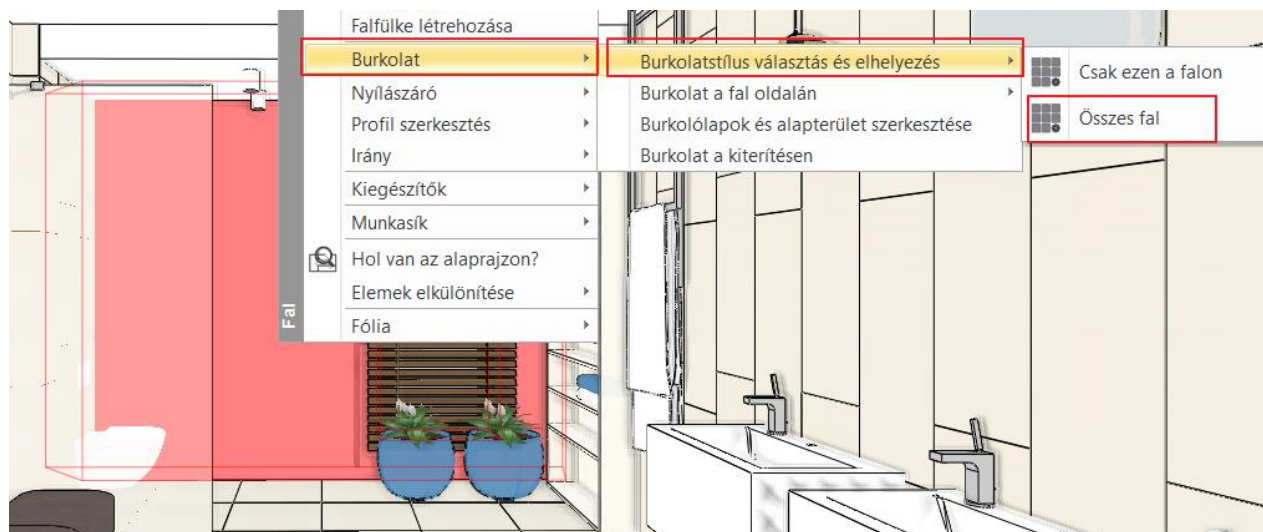 Falfülke létrehozása
Burkolat
Nyílászáró
Profil szerkesztés
Irány
Kiegészítők
Munkasík
Hol van az alaprajzon?
Elemek elkülönítése
Fólia
Fal
Burkolatstílus választás és elhelyezés
Burkolat a fal oldalán
Burkolólapok és alapterület szerkesztése
Burkolat a kiterítésen
Csak ezen a falon
Összes fal